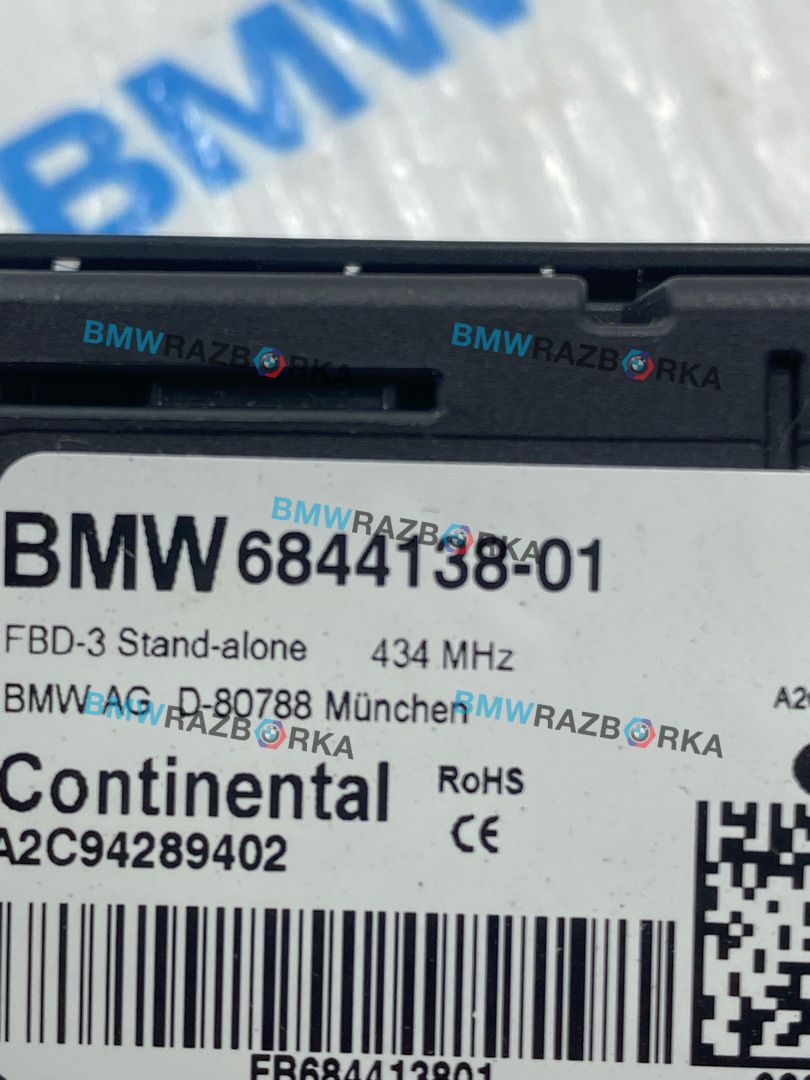 BMW
BMWRAZBORKA BMWRAZBORKA
BMWRAZBORKA
BMW 6844138-01
FBD-3 Stand-alone 434 MHz
BMW AG D-80788 München
BMWRAZBORKA BMWRAZBORKA
Continental RoHS
A2C94289402 CE
FB684413801